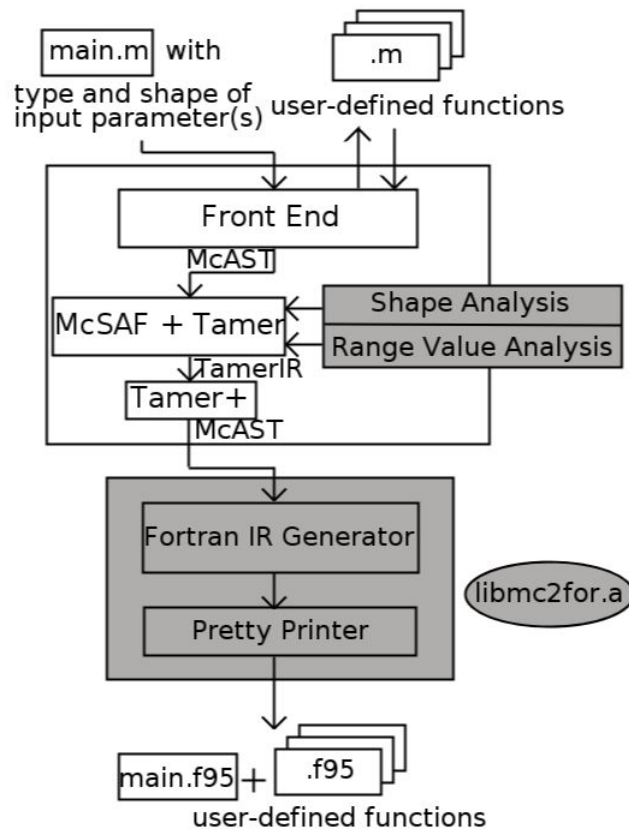 main.m with
type and shape of
input parameter(s)
.m
user-defined functions
Front End
McAST
McSAF + Tamer
Shape Analysis
Range Value Analysis
TamerIR
Tamer+
McAST
Fortran IR Generator
Pretty Printer
libmc2for.a
main.f95 + .f95
user-defined functions